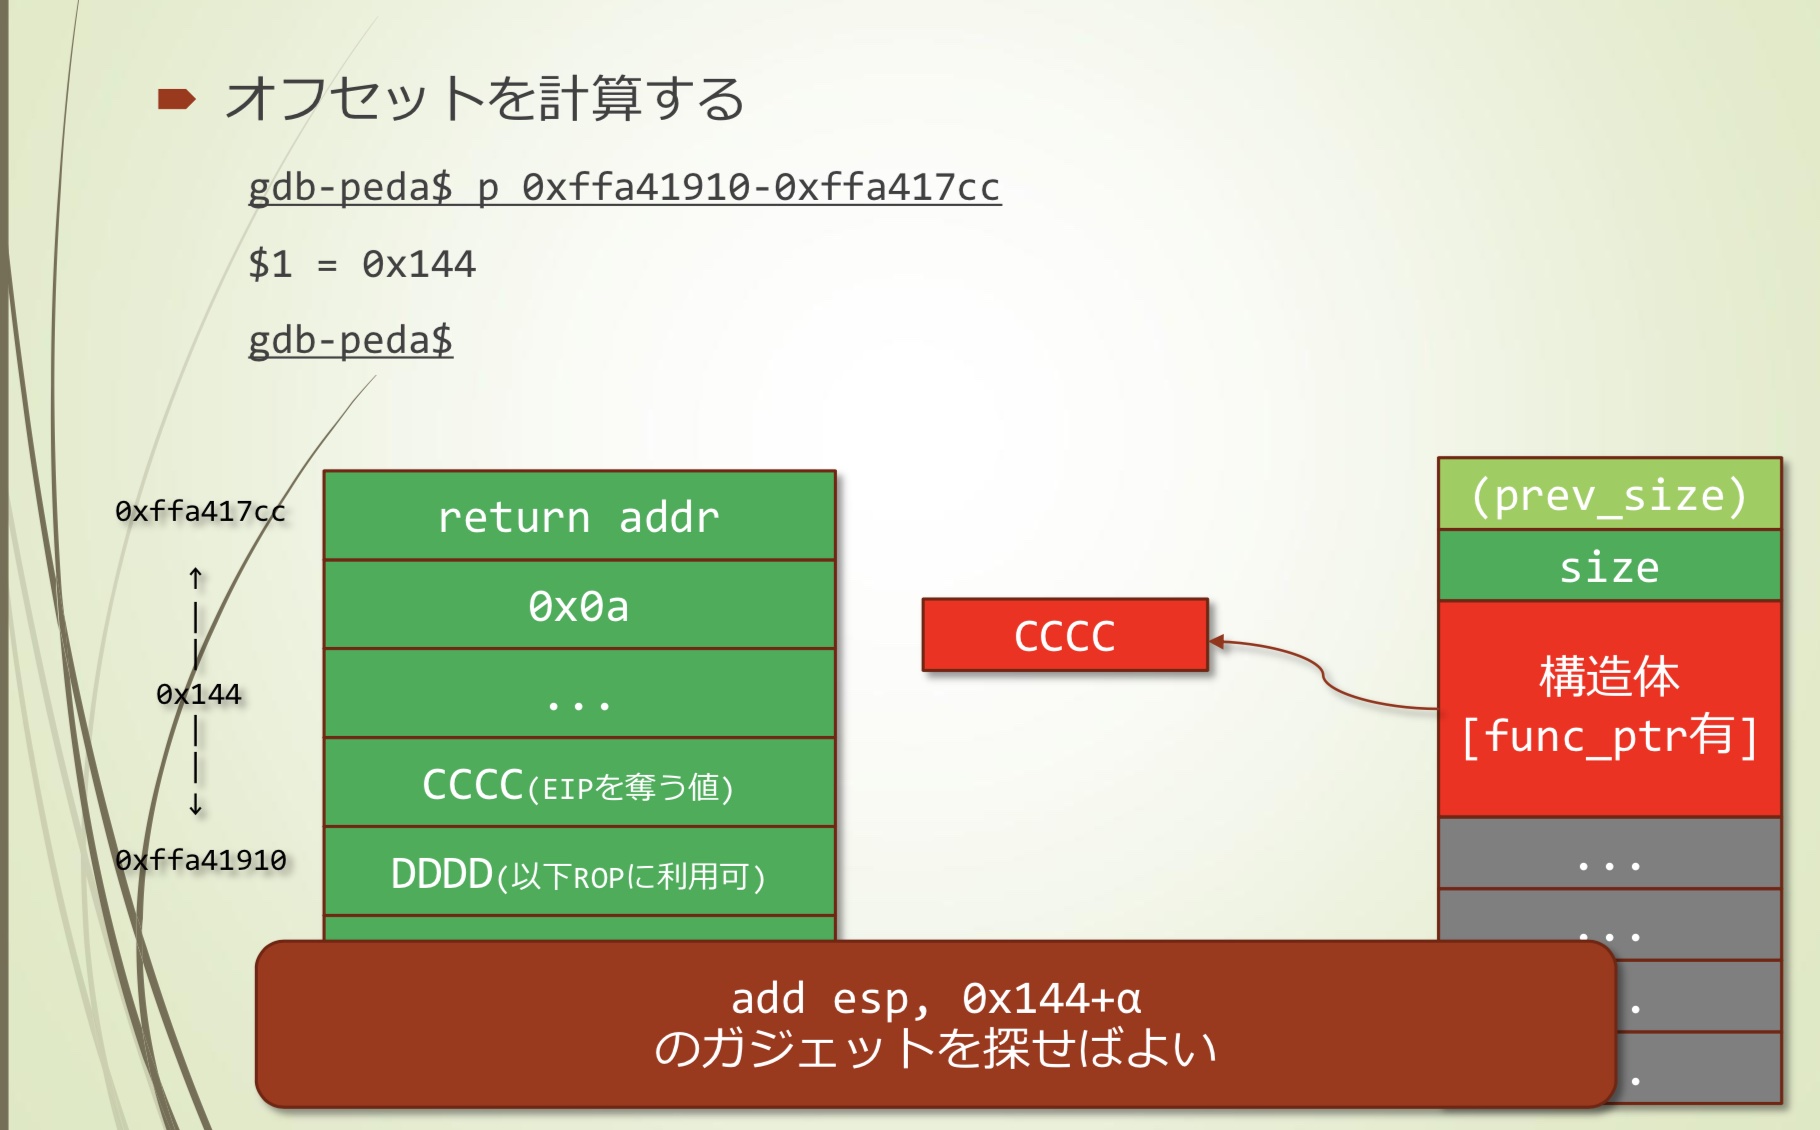 オフセットを計算する
gdb-peda$ p 0xffa41910-0xffa417cc
$1 = 0x144
gdb-peda$
0xffa417cc
↑
|
|
0x144
|
|
↓
0xffa41910
return addr
0x0a
...
CCCC(EIPを奪う値)
DDDD(以下ROPに利用可)
CCCC
(prev_size)
size
構造体
[func_ptr有]
...
...
.
.
add esp, 0x144+α
のガジェットを探せばよい